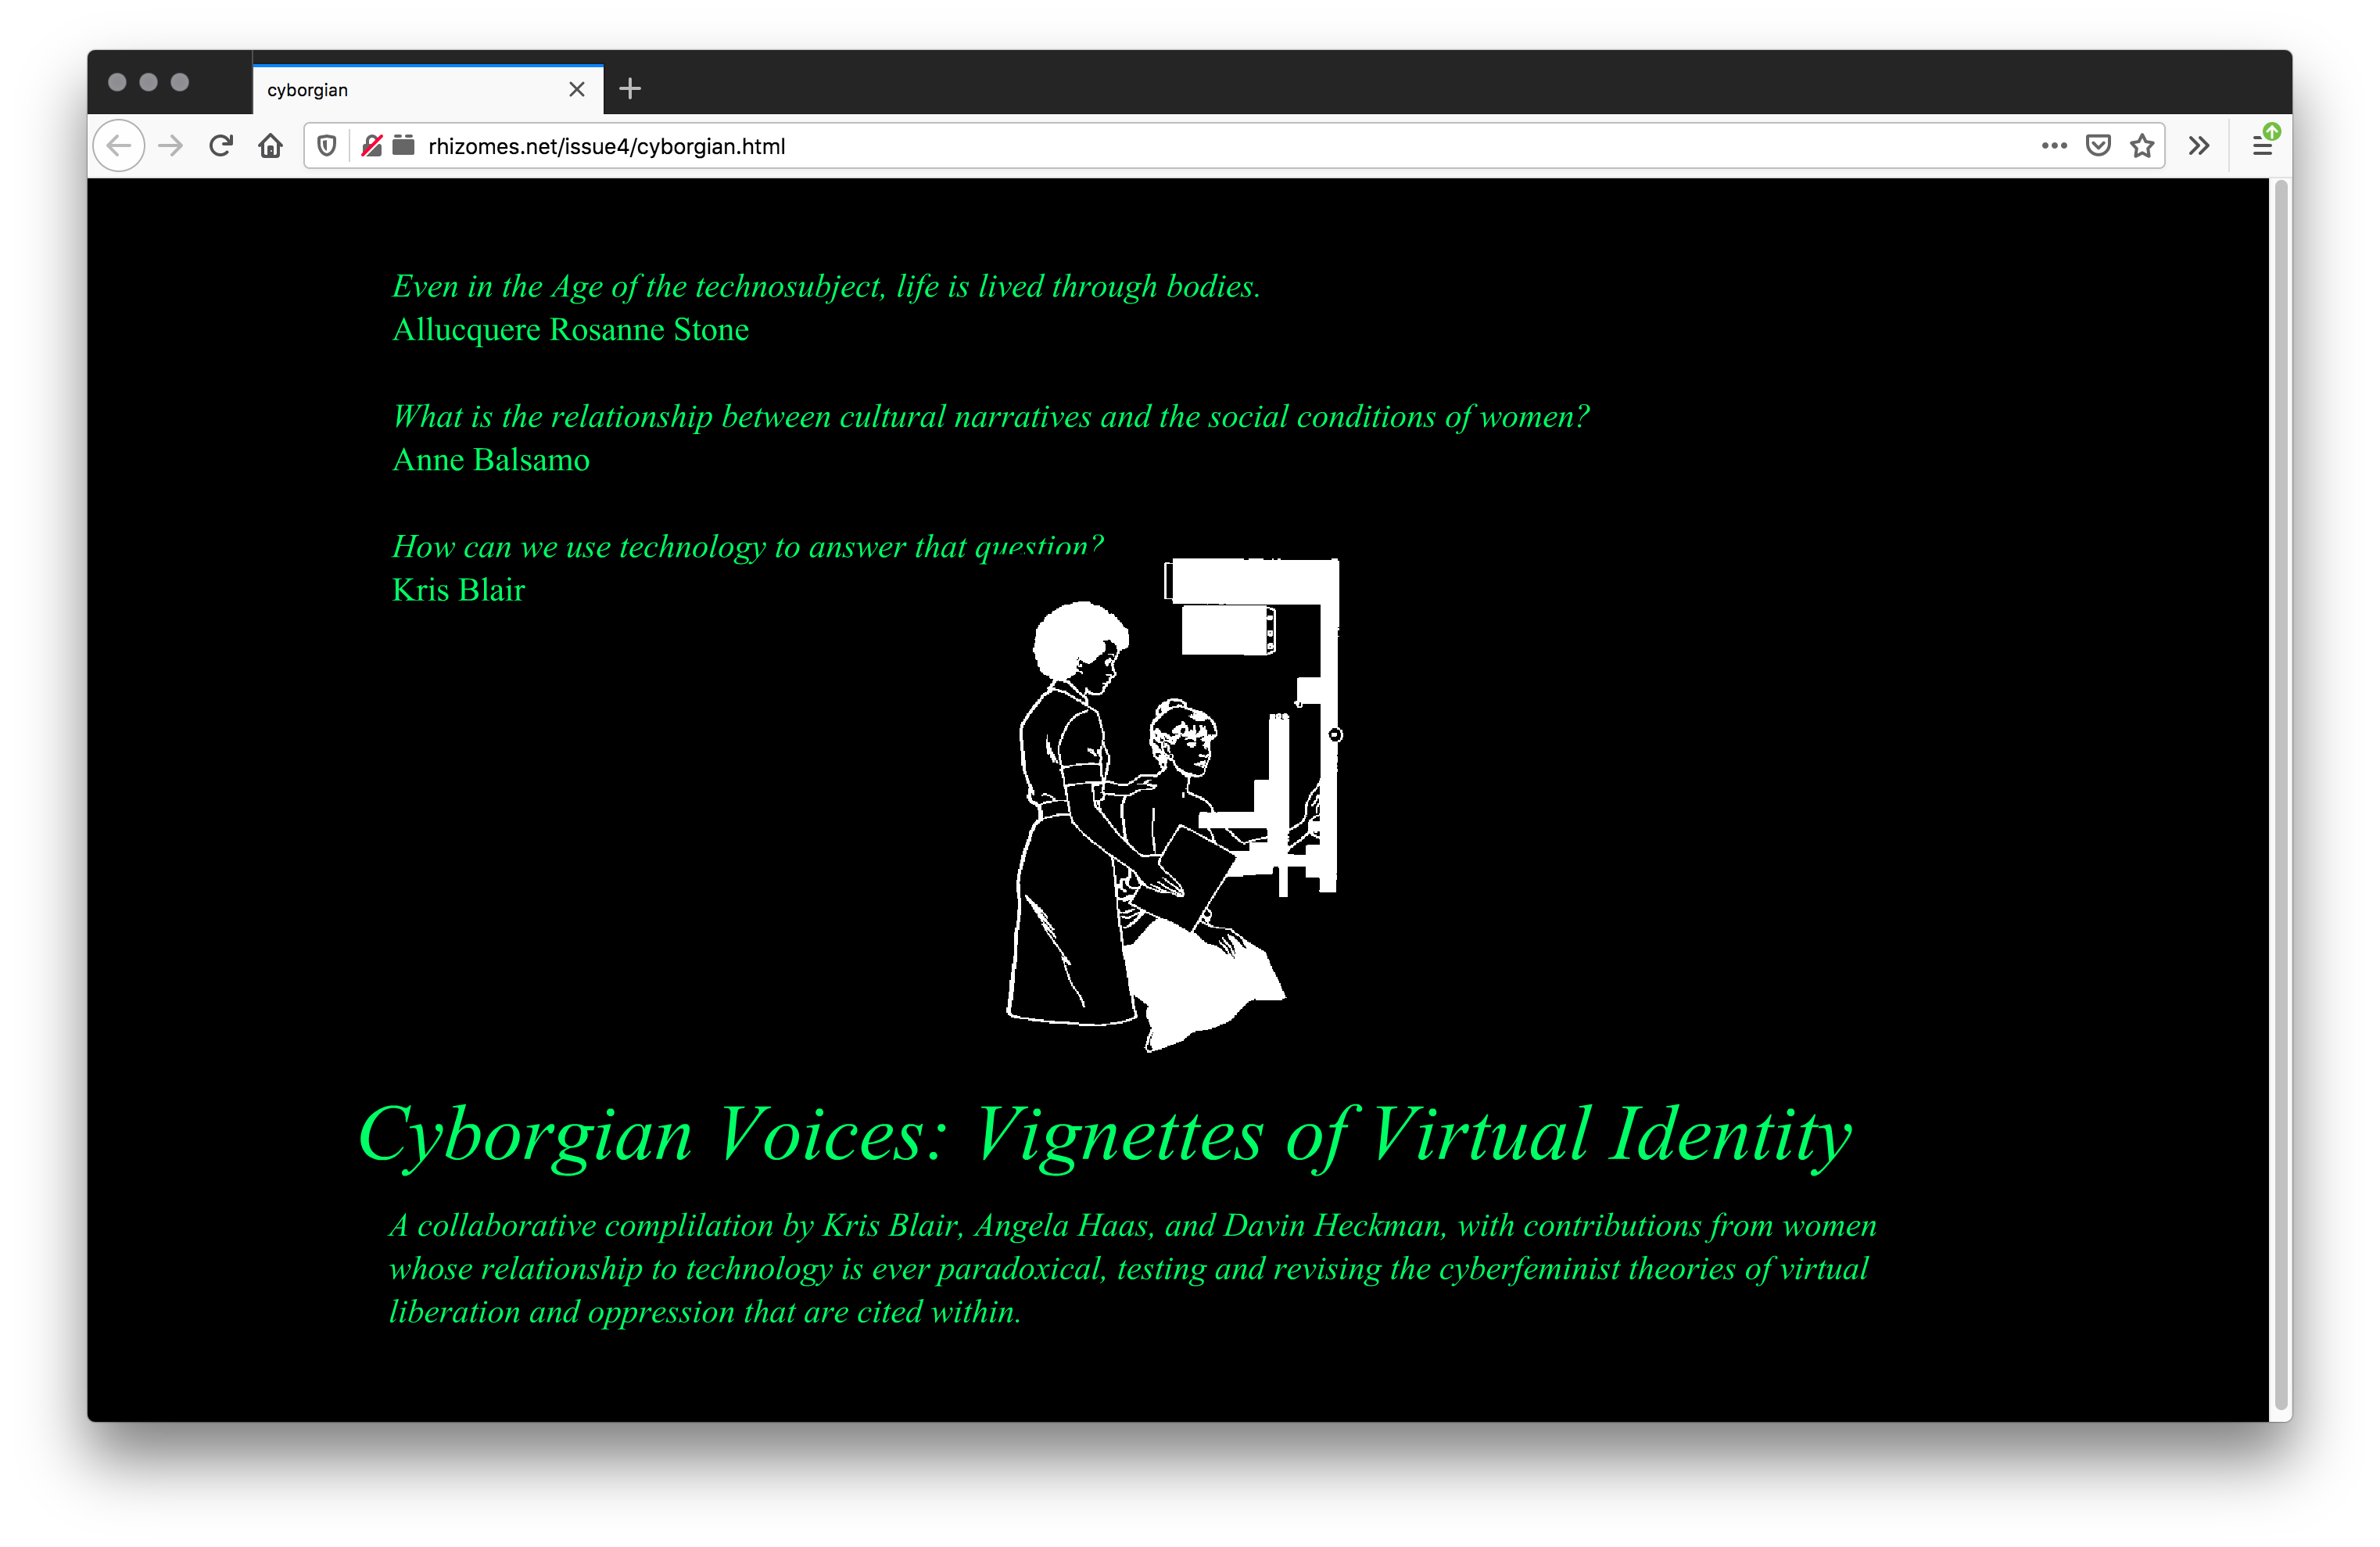 cyborgian
rhizomes.net/issue4/cyborgian.html
Even in the Age of the technosubject, life is lived through bodies.
Allucquere Rosanne Stone
What is the relationship between cultural narratives and the social conditions of women?
Anne Balsamo
How can we use technology to answer that question?
Kris Blair
Cyborgian Voices: Vignettes of Virtual Identity
A collaborative complilation by Kris Blair, Angela Haas, and Davin Heckman, with contributions from women
whose relationship to technology is ever paradoxical, testing and revising the cyberfeminist theories of virtual
liberation and oppression that are cited within.